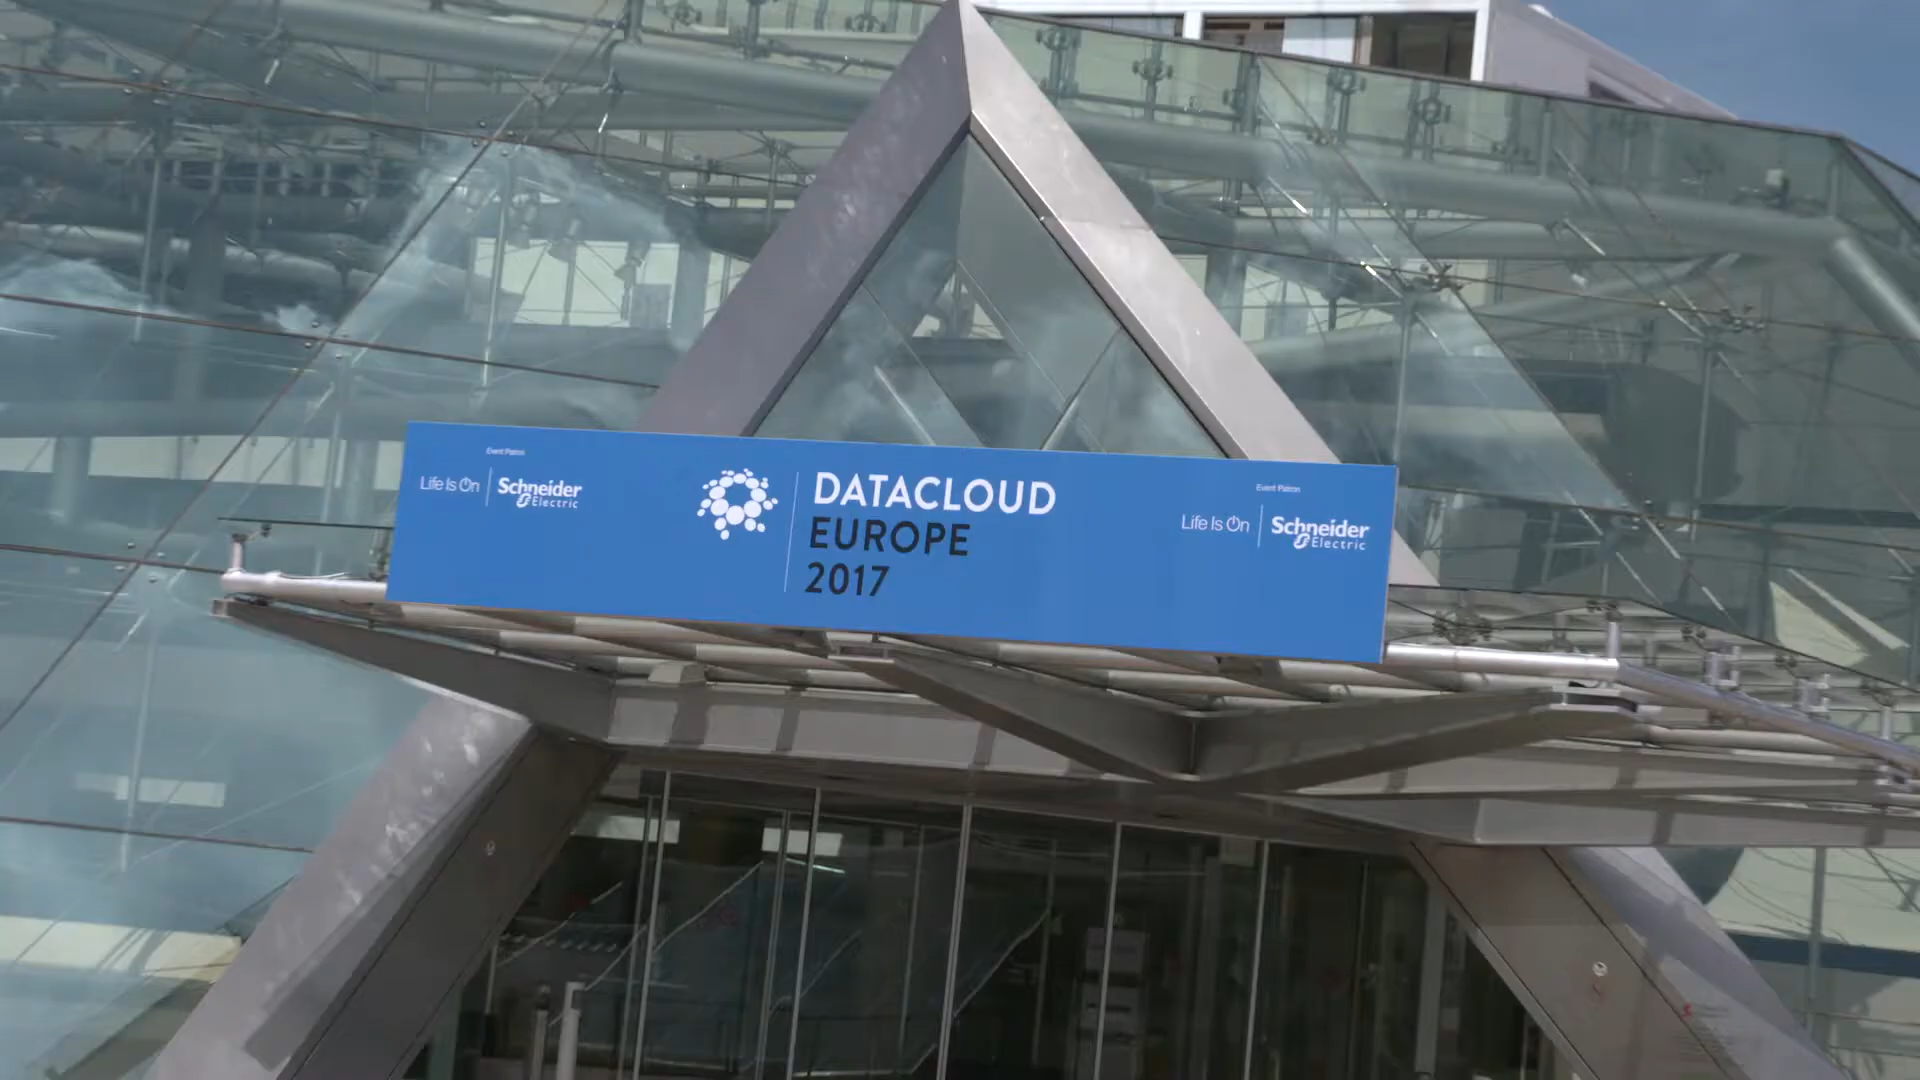 Event Patron
Life Is On
Schneider
Electric
DATACLOUD
EUROPE
2017
Event Patron
Life Is On
Schneider
Electric